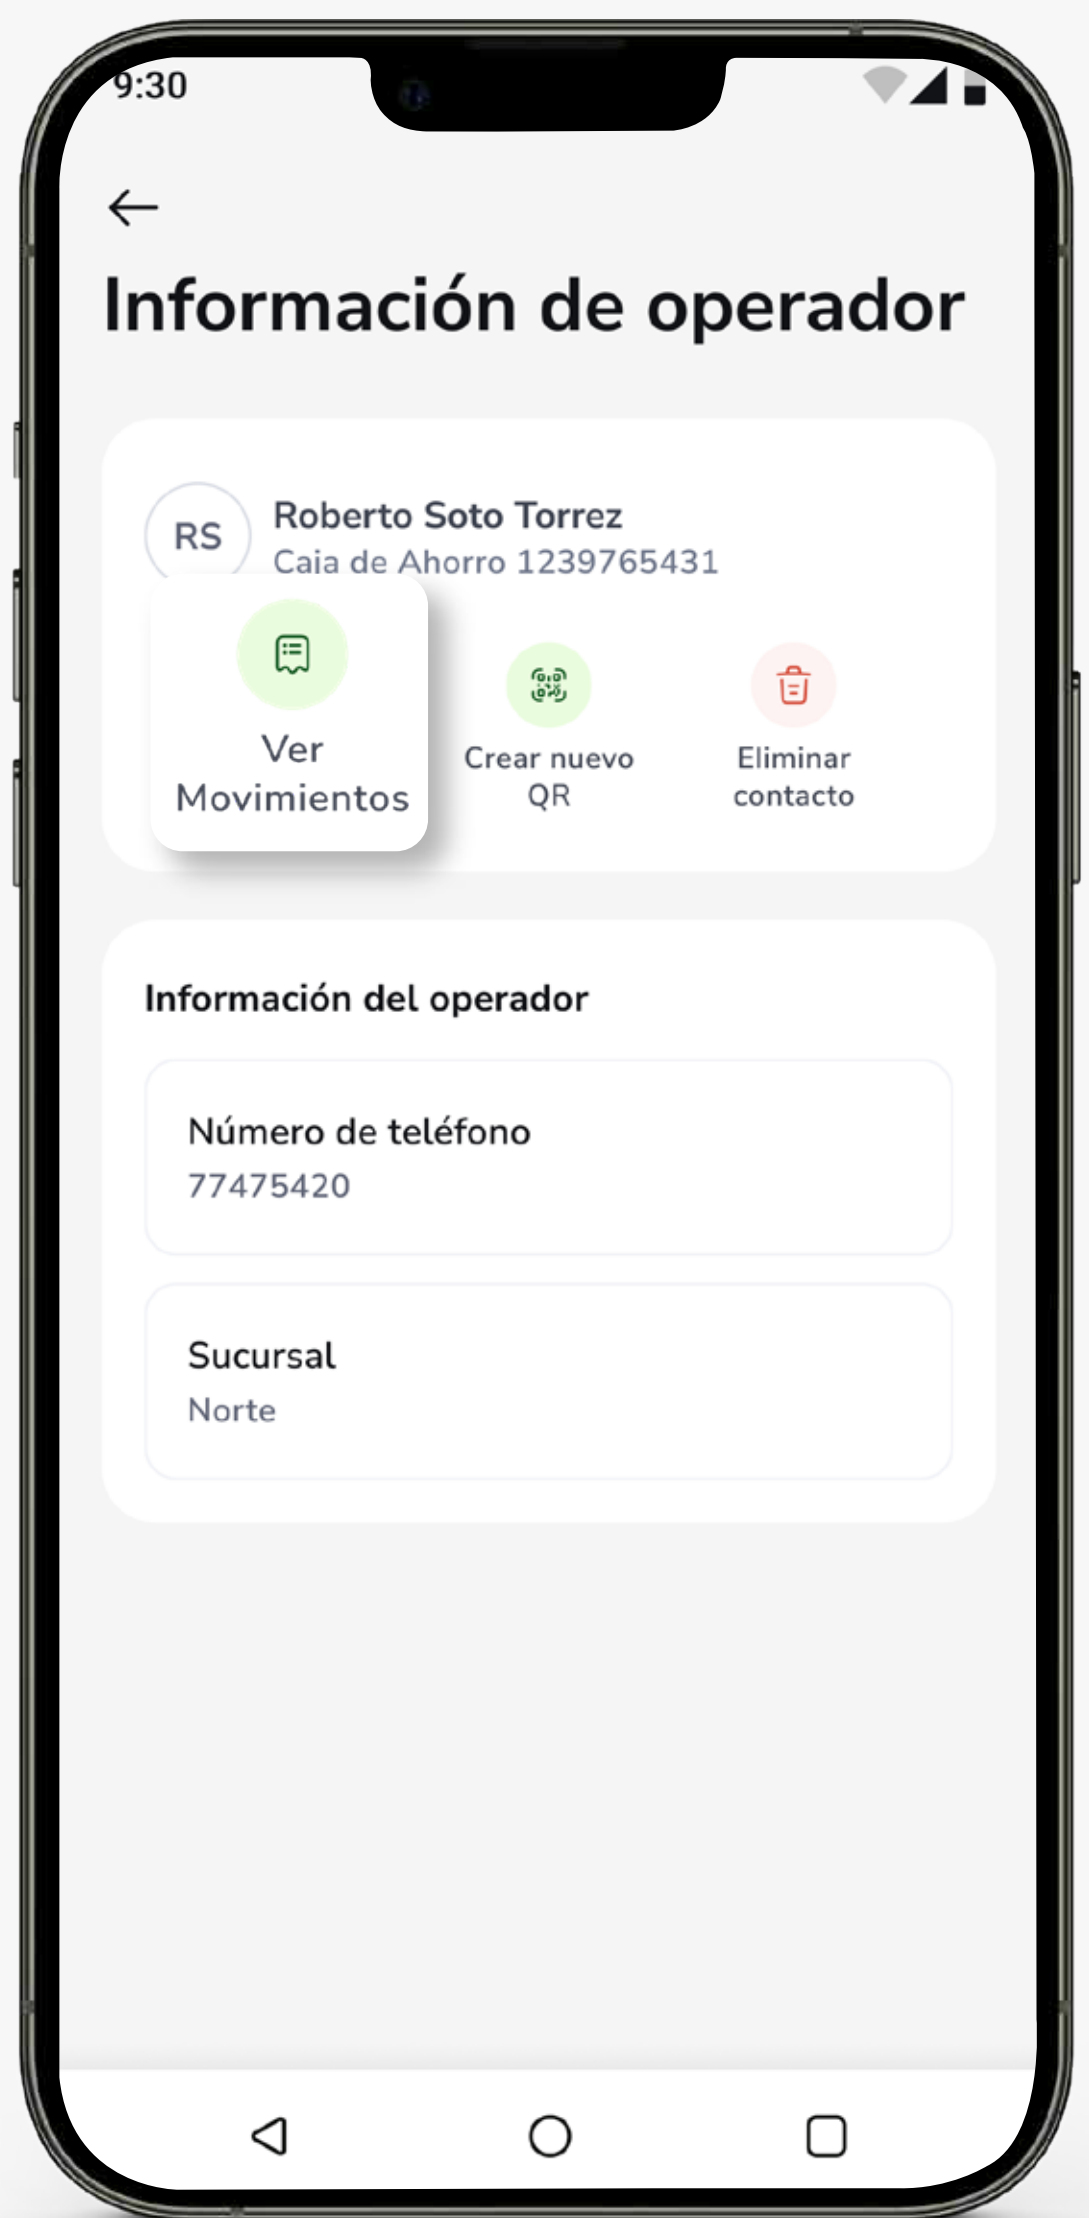 9:30
Información de operador
RS
Roberto Soto Torrez
Caja de Ahorro 1239765431
Ver
Movimientos
Crear nuevo
QR
Eliminar
contacto
Información del operador
Número de teléfono
77475420
Sucursal
Norte